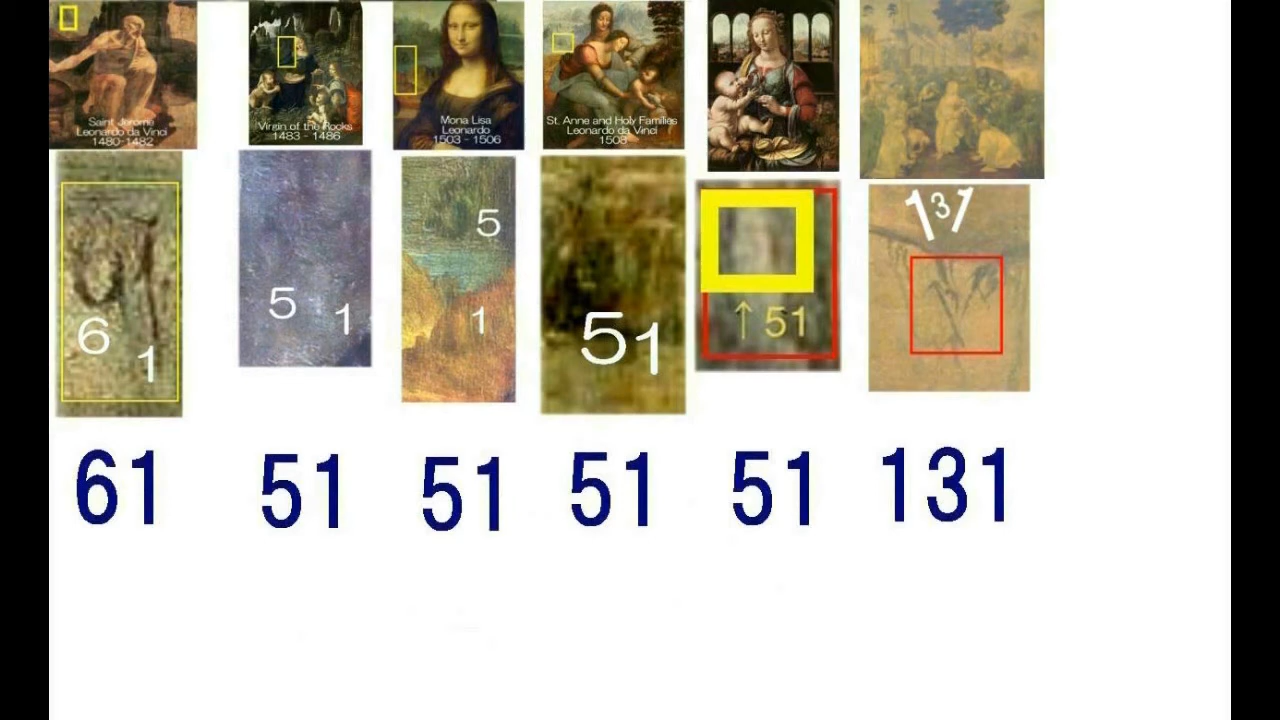 Saint Jerome
Leonardo da Vinci
1480-1482
Virgin of the Rocks
1483 - 1486
Mona Lisa
Leonardo
1503 - 1506
St. Anne and Holy Families
Leonardo da Vinci
1508
6 1
5 1
5
1
51
↑ 51
131
61 51 51 51 51 131